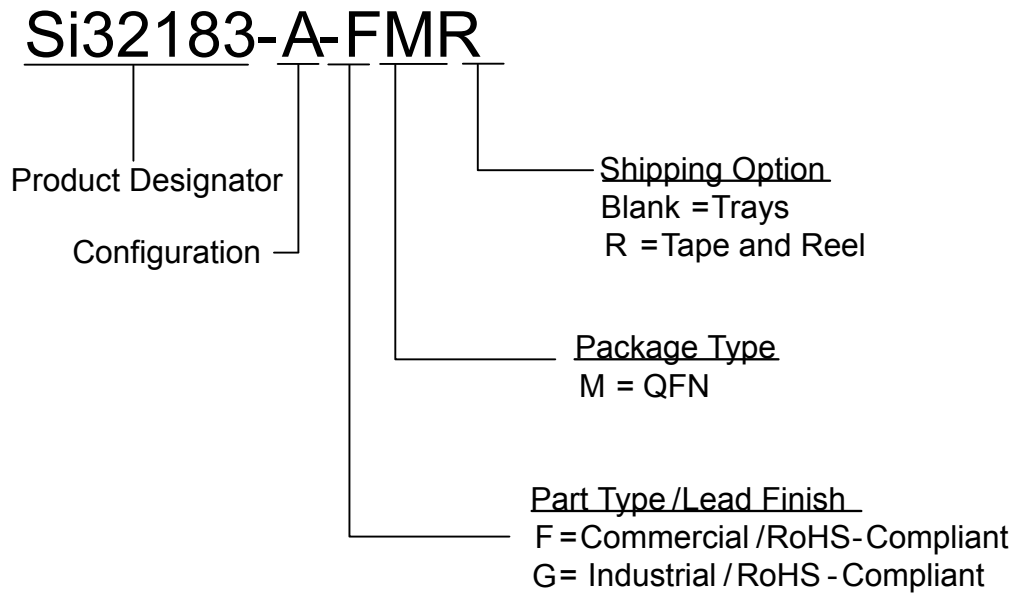 Si32183-A-FMR
Product Designator
Configuration
Shipping Option
Blank =Trays
R =Tape and Reel
Package Type
M = QFN
Part Type /Lead Finish
F =Commercial /RoHS-Compliant
G= Industrial / RoHS -Compliant